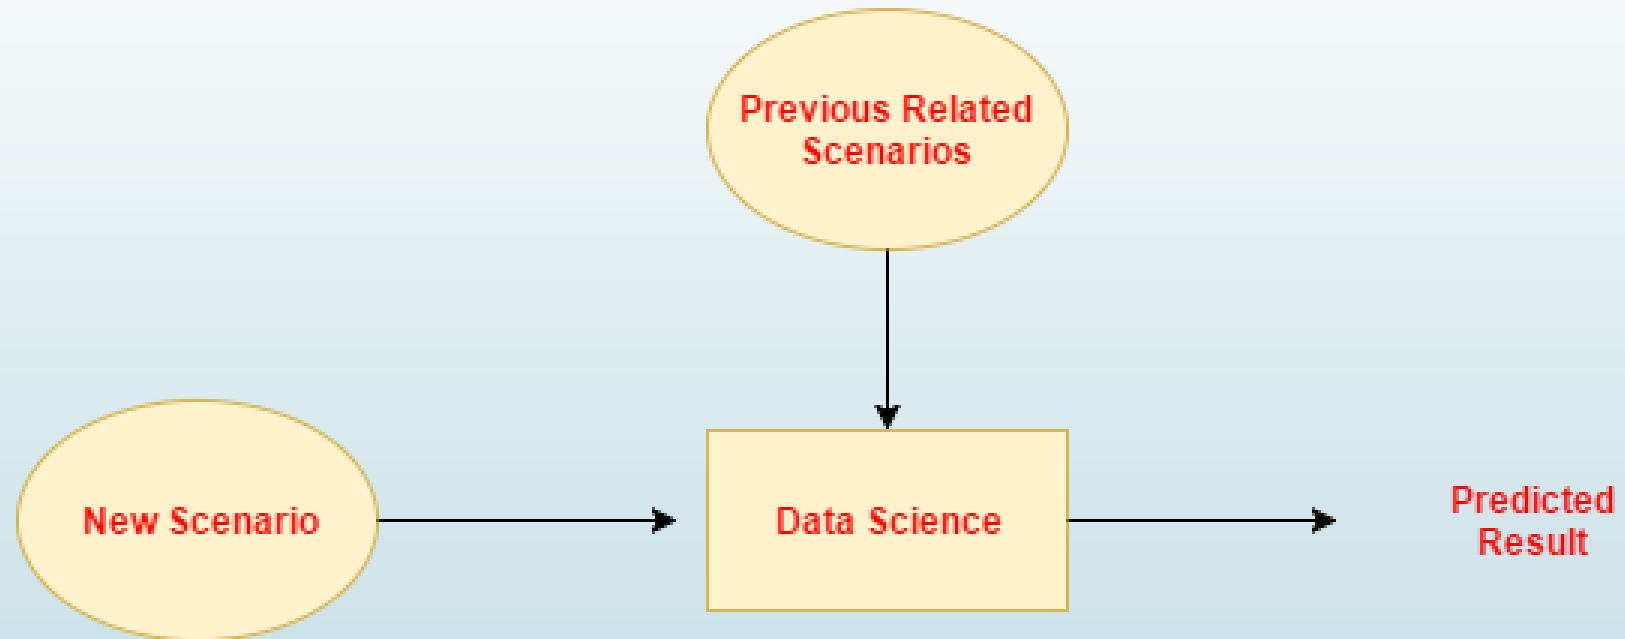 Previous Related
Scenarios
New Scenario
Data Science
Predicted
Result